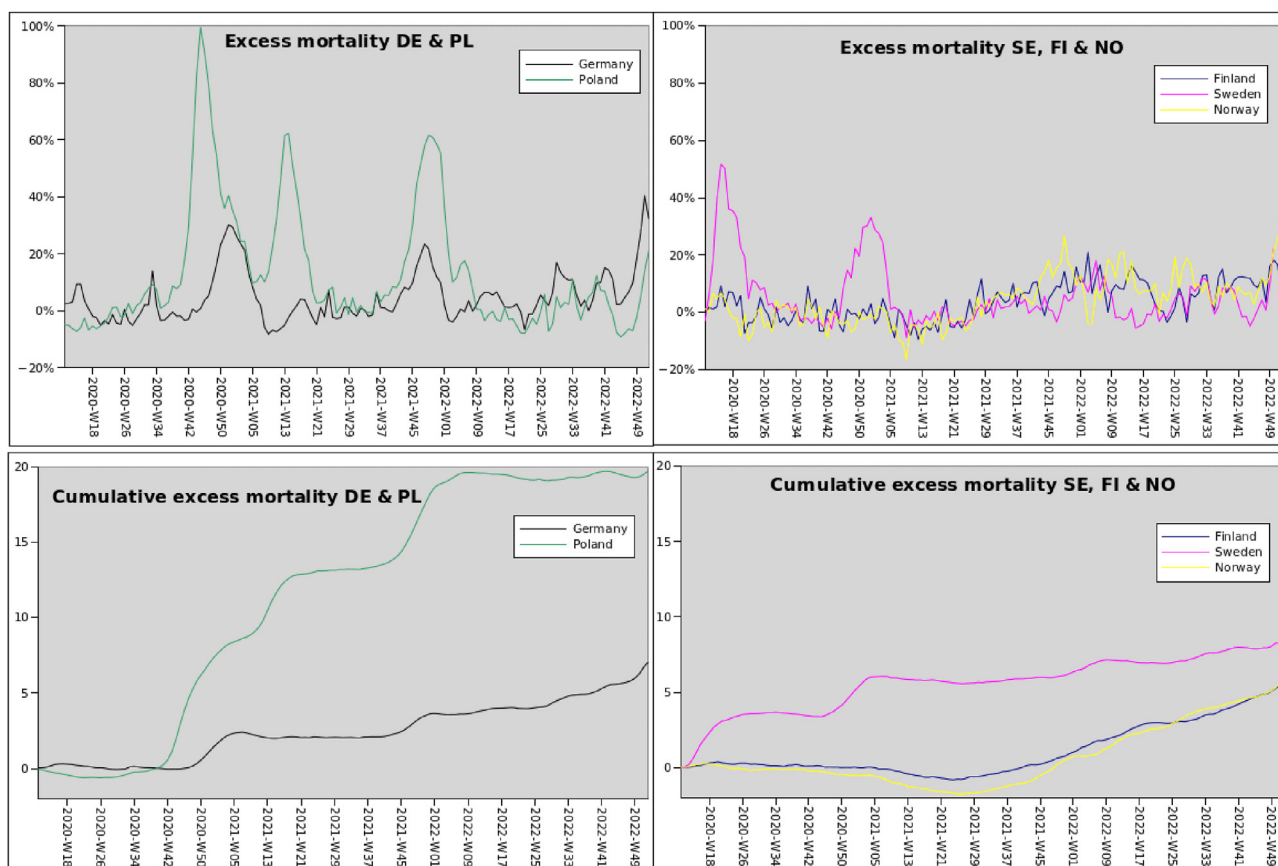 Excess mortality DE & PL
Germany
Poland
100%
80%
60%
40%
20%
0%
−20%
2020-W18
2020-W26
2020-W34
2020-W42
2020-W50
2021-W05
2021-W13
2021-W21
2021-W29
2021-W37
2021-W45
2022-W01
2022-W09
2022-W17
2022-W25
2022-W33
2022-W41
2022-W49
Excess mortality SE, FI & NO
Finland
Sweden
Norway
100%
80%
60%
40%
20%
0%
−20%
2020-W18
2020-W26
2020-W34
2020-W42
2020-W50
2021-W05
2021-W13
2021-W21
2021-W29
2021-W37
2021-W45
2022-W01
2022-W09
2022-W17
2022-W25
2022-W33
2022-W41
2022-W49
Cumulative excess mortality DE & PL
Germany
Poland
20
15
10
5
0
2020-W18
2020-W26
2020-W34
2020-W42
2020-W50
2021-W05
2021-W13
2021-W21
2021-W29
2021-W37
2021-W45
2022-W01
2022-W09
2022-W17
2022-W25
2022-W33
2022-W41
2022-W49
Cumulative excess mortality SE, FI & NO
Finland
Sweden
Norway
20
15
10
5
0
2020-W18
2020-W26
2020-W34
2020-W42
2020-W50
2021-W05
2021-W13
2021-W21
2021-W29
2021-W37
2021-W45
2022-W01
2022-W09
2022-W17
2022-W25
2022-W33
2022-W41
2022-W49